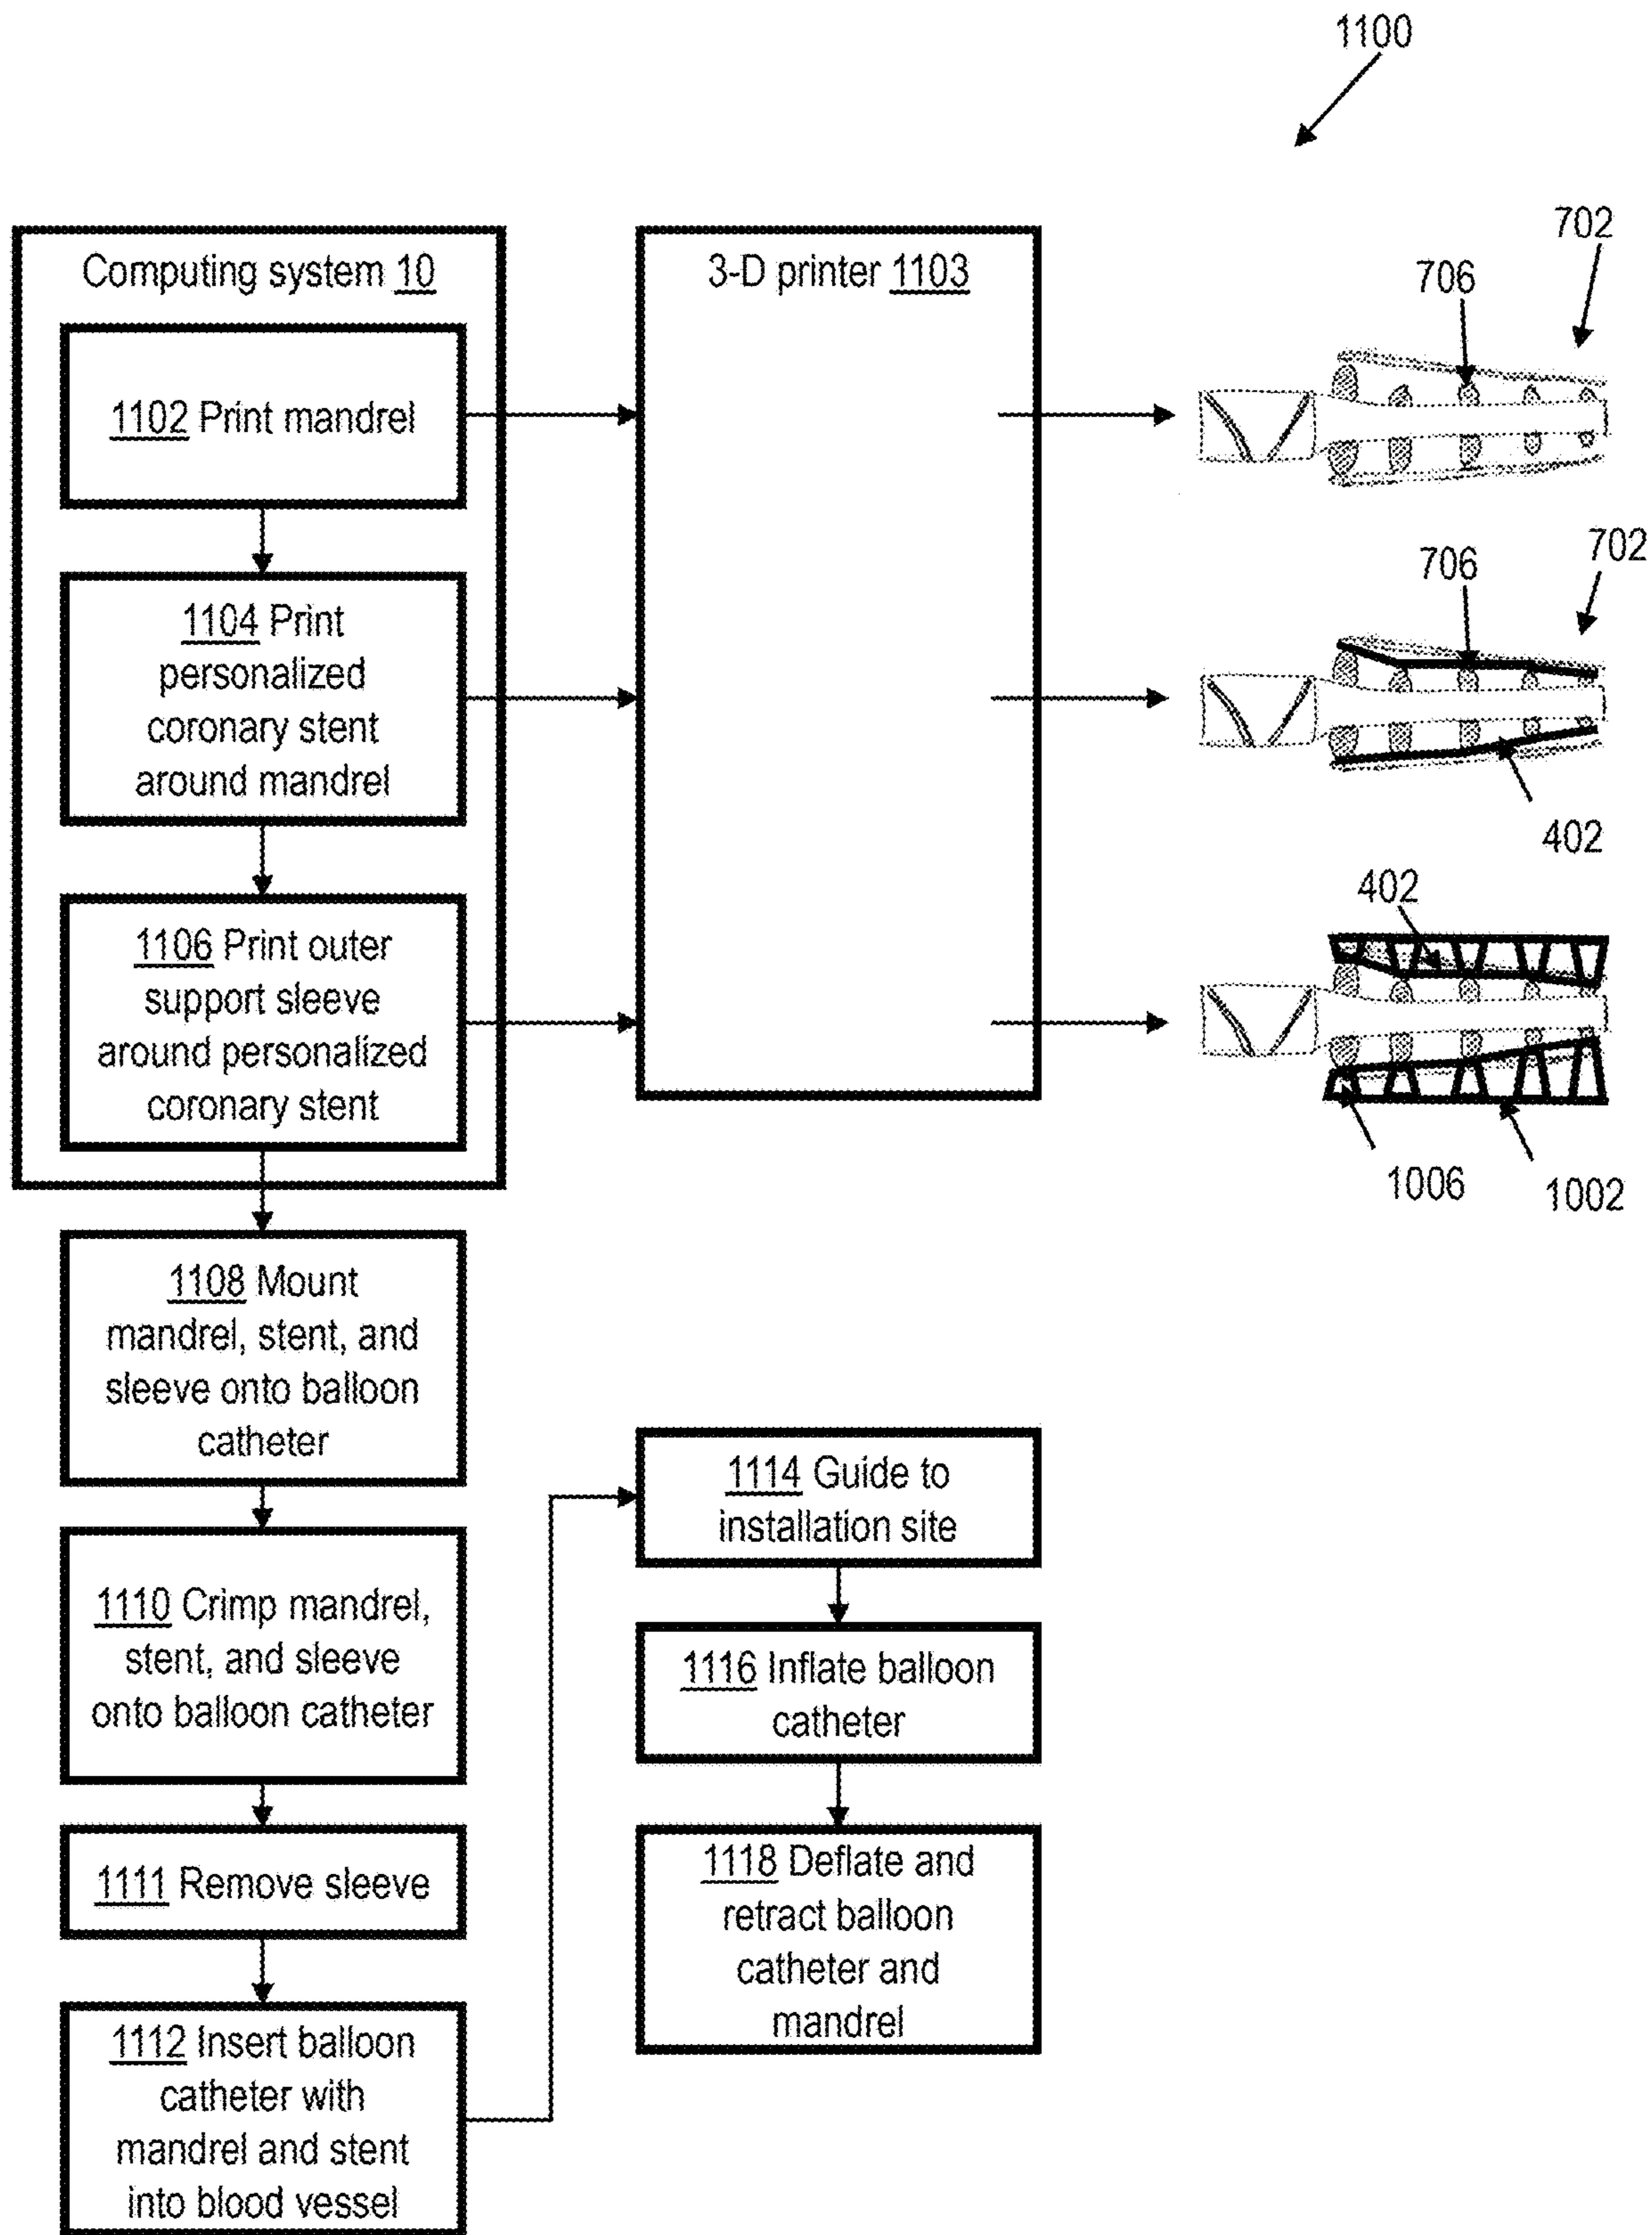 1100
Computing system 10
1102 Print mandrel
1104 Print
personalized
coronary stent
around mandrel
1106 Print outer
support sleeve
around personalized
coronary stent
3-D printer 1103
702
706
702
706
402
402
1006
1002
1108 Mount
mandrel, stent, and
sleeve onto balloon
catheter
1110 Crimp mandrel,
stent, and sleeve
onto balloon catheter
1111 Remove sleeve
1112 Insert balloon
catheter with
mandrel and stent
into blood vessel
1114 Guide to
installation site
1116 Inflate balloon
catheter
1118 Deflate and
retract balloon
catheter and
mandrel